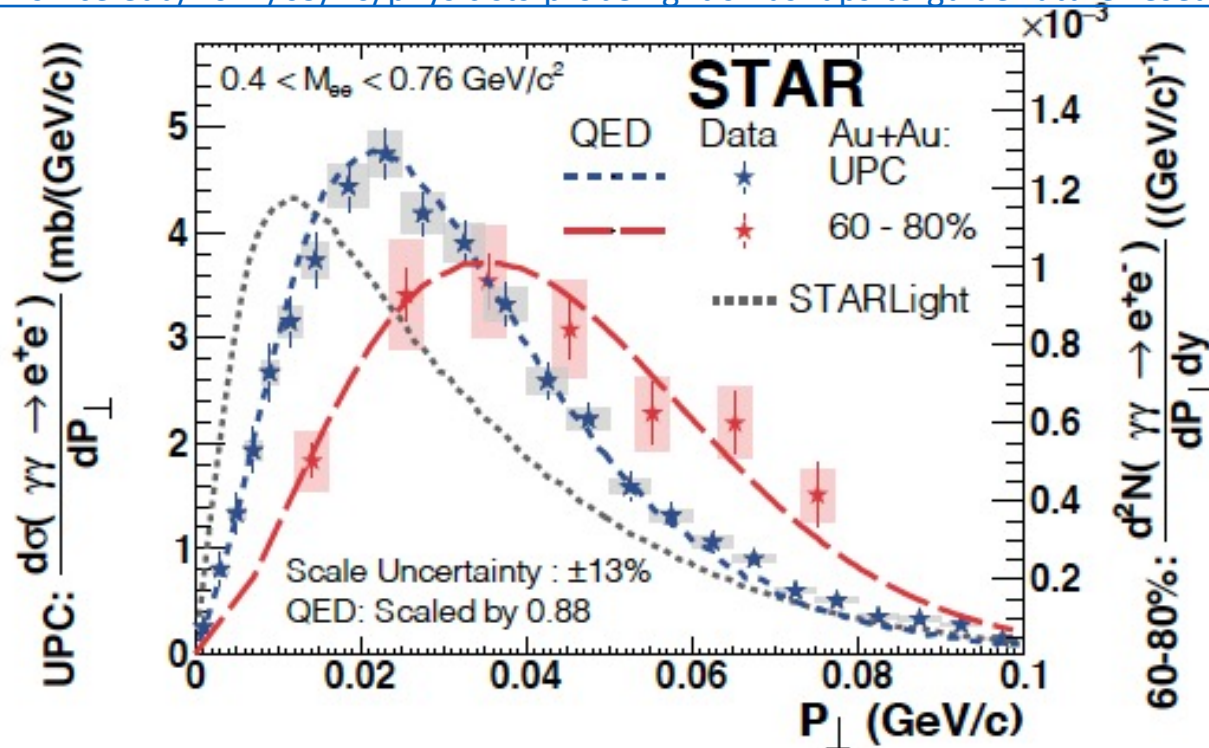 ×10⁻³
0.4 < Mₑₑ < 0.76 GeV/c²
STAR
QED Data Au+Au:
UPC
60 - 80%
STARLight
Scale Uncertainty : ±13%
QED: Scaled by 0.88
UPC: dσ( γγ → e⁺e⁻) / dP⊥ (mb/(GeV/c))
60-80%: d²N( γγ → e⁺e⁻) / dP⊥dy ((GeV/c)⁻¹)
5
4
3
2
1
0
1.4
1.2
1
0.8
0.6
0.4
0.2
0 0.02 0.04 0.06 0.08 0.1
P⊥ (GeV/c)